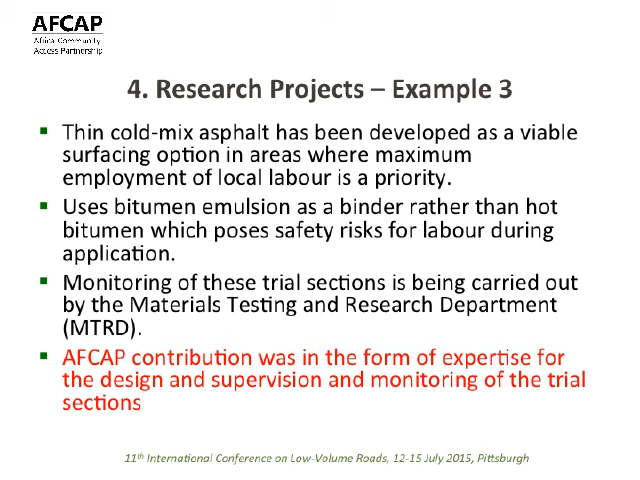 AFCAP
Africa Community
Access Partnership
4. Research Projects – Example 3
▪ Thin cold-mix asphalt has been developed as a viable
surfacing option in areas where maximum
employment of local labour is a priority.
▪ Uses bitumen emulsion as a binder rather than hot
bitumen which poses safety risks for labour during
application.
▪ Monitoring of these trial sections is being carried out
by the Materials Testing and Research Department
(MTRD).
▪ AFCAP contribution was in the form of expertise for
the design and supervision and monitoring of the trial
sections
11th International Conference on Low-Volume Roads, 12-15 July 2015, Pittsburgh